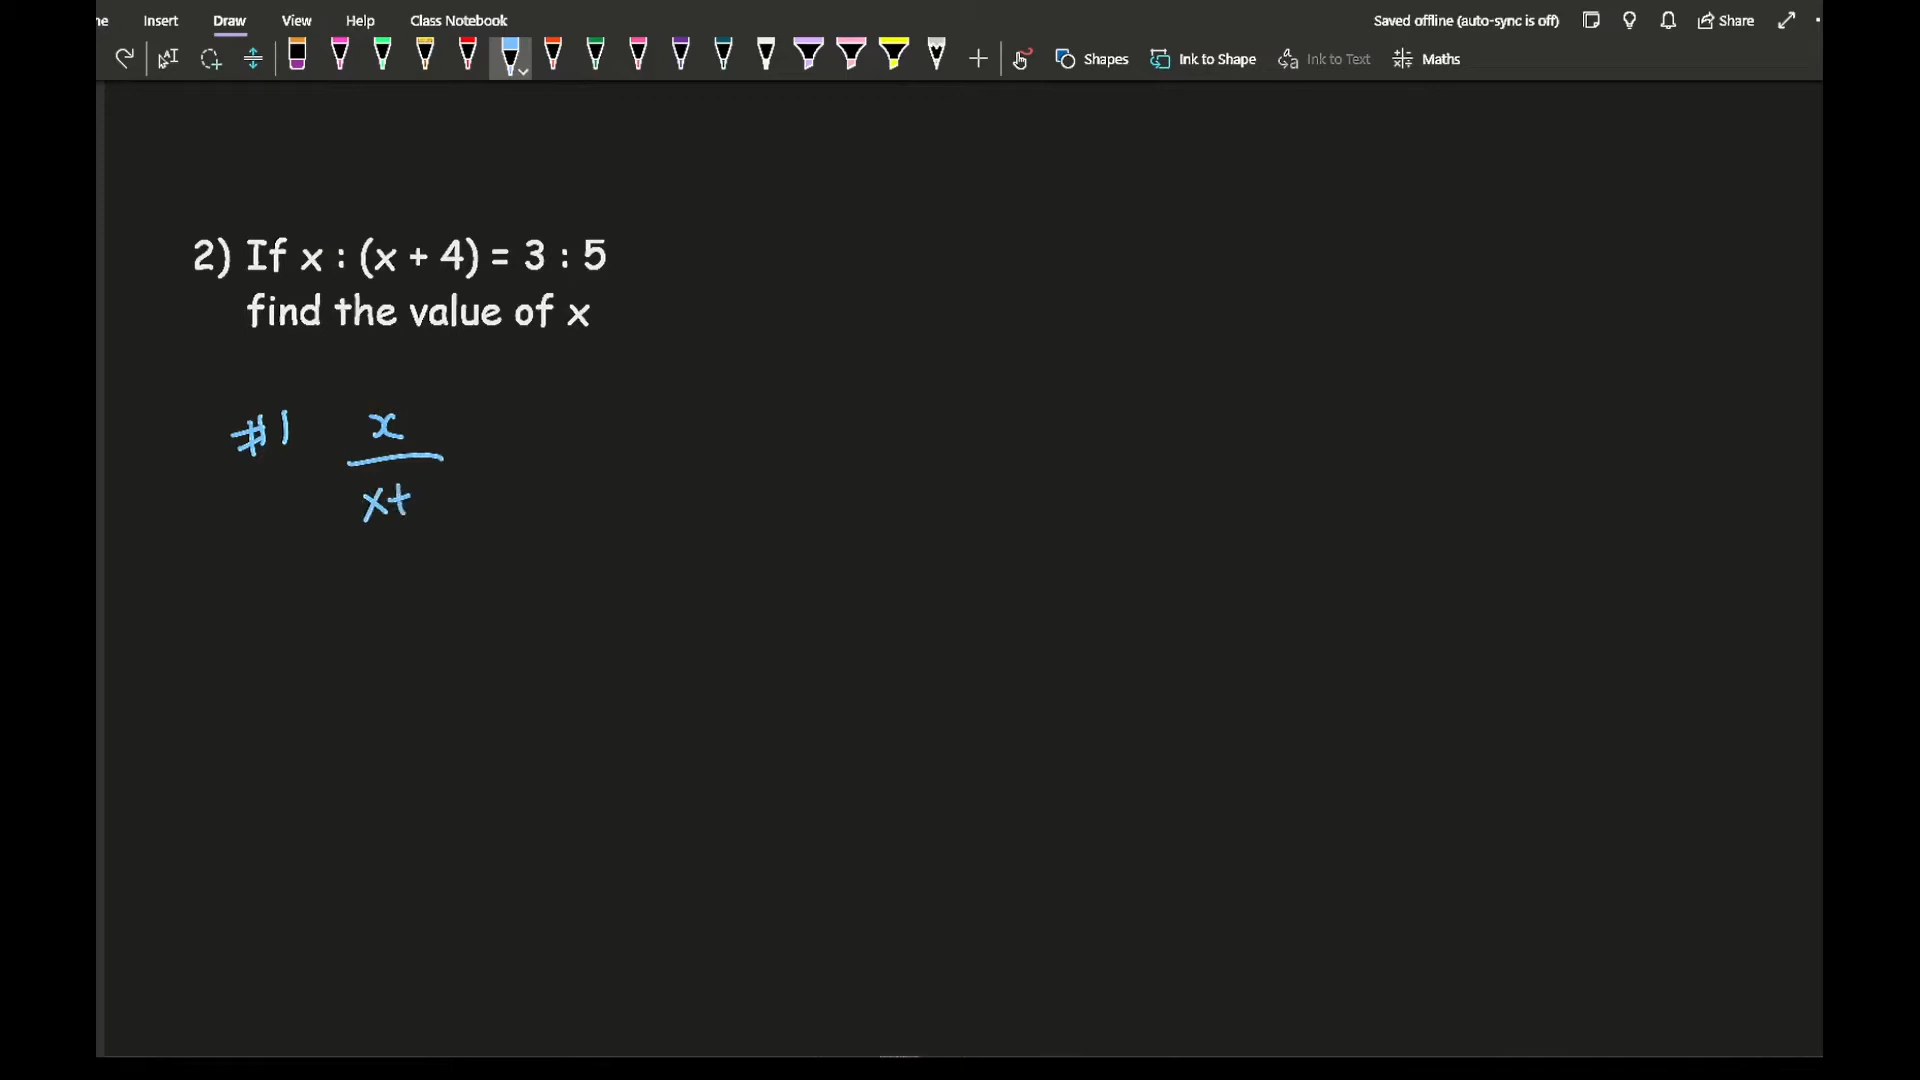 ne Insert Draw View Help Class Notebook Saved offline (auto-sync is off) Share
Shapes Ink to Shape Ink to Text Maths
2) If x : (x + 4) = 3 : 5
find the value of x
#1 x
x+